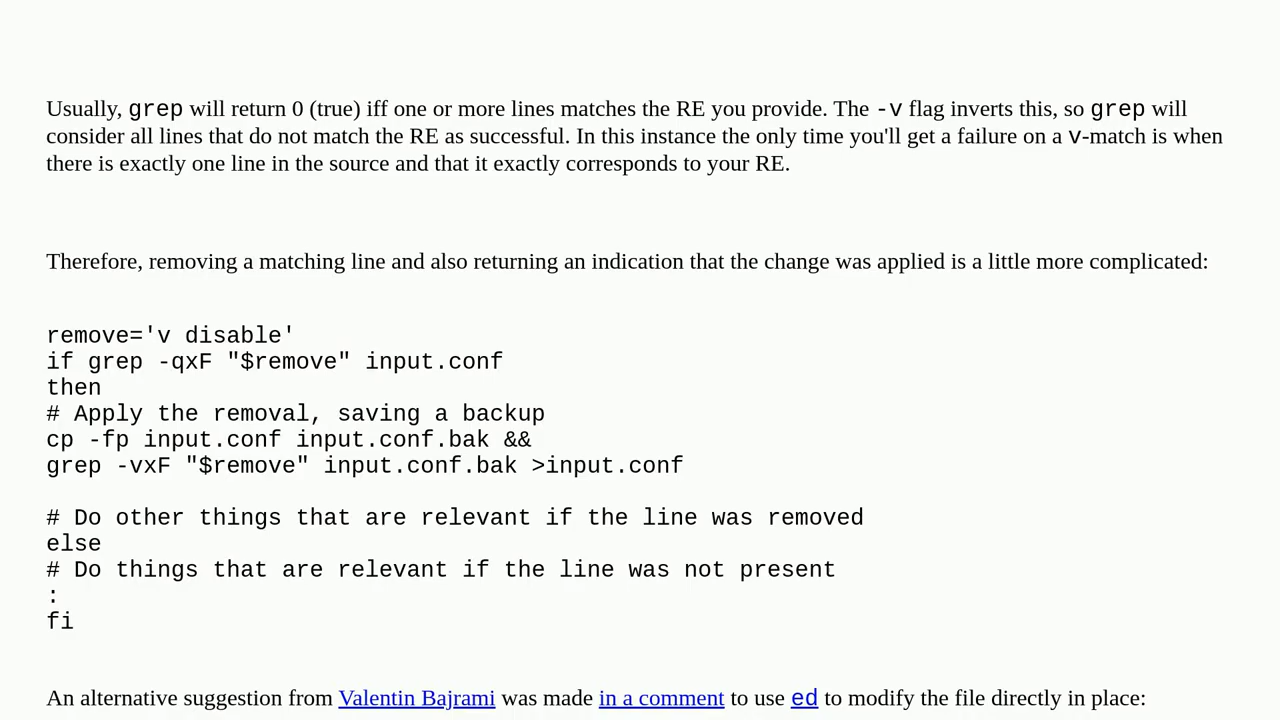 Usually, grep will return 0 (true) iff one or more lines matches the RE you provide. The -v flag inverts this, so grep will
consider all lines that do not match the RE as successful. In this instance the only time you'll get a failure on a v-match is when
there is exactly one line in the source and that it exactly corresponds to your RE.
Therefore, removing a matching line and also returning an indication that the change was applied is a little more complicated:
remove='v disable'
if grep -qxF "$remove" input.conf
then
# Apply the removal, saving a backup
cp -fp input.conf input.conf.bak &&
grep -vxF "$remove" input.conf.bak >input.conf
# Do other things that are relevant if the line was removed
else
# Do things that are relevant if the line was not present
:
fi
An alternative suggestion from Valentin Bajrami was made in a comment to use ed to modify the file directly in place: